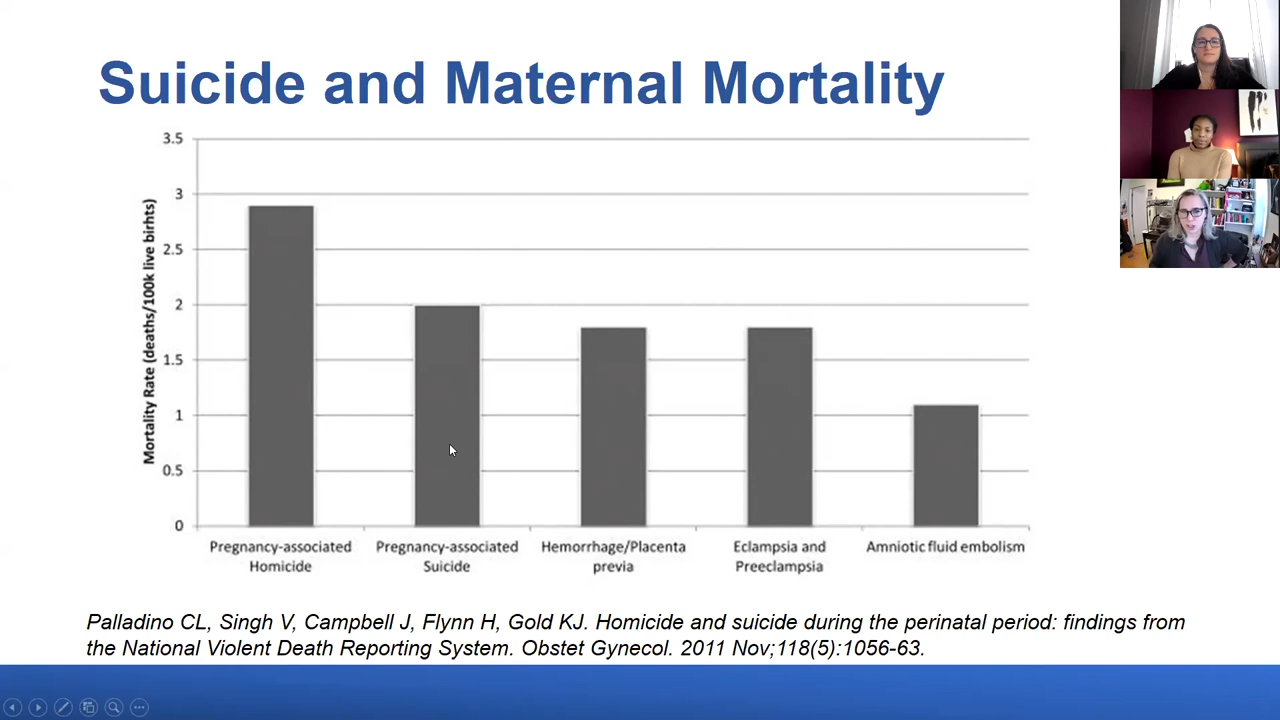 Suicide and Maternal Mortality
Mortality Rate (deaths/100k live birhts)
3.5
3
2.5
2
1.5
1
0.5
0
Pregnancy-associated
Homicide
Pregnancy-associated
Suicide
Hemorrhage/Placenta
previa
Eclampsia and
Preeclampsia
Amniotic fluid embolism
Palladino CL, Singh V, Campbell J, Flynn H, Gold KJ. Homicide and suicide during the perinatal period: findings from
the National Violent Death Reporting System. Obstet Gynecol. 2011 Nov;118(5):1056-63.